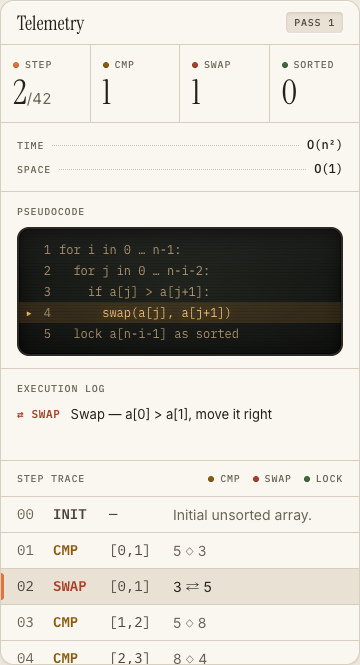 Telemetry PASS 1
STEP CMP SWAP SORTED
2/42 1 1 0
TIME O(n²)
SPACE O(1)
PSEUDOCODE
1 for i in 0 … n-1:
2 for j in 0 … n-i-2:
3 if a[j] > a[j+1]:
▸ 4 swap(a[j], a[j+1])
5 lock a[n-i-1] as sorted
EXECUTION LOG
⇄ SWAP Swap — a[0] > a[1], move it right
STEP TRACE CMP SWAP LOCK
00 INIT — Initial unsorted array.
01 CMP [0,1] 5 ◇ 3
02 SWAP [0,1] 3 ⇄ 5
03 CMP [1,2] 5 ◇ 8
04 CMP [2,3] 8 ◇ 4